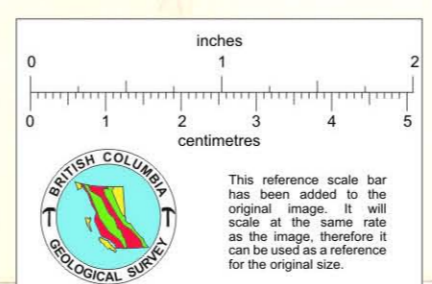 inches
0 1 2
0 1 2 3 4 5
centimetres
BRITISH COLUMBIA
GEOLOGICAL SURVEY
This reference scale bar
has been added to the
original image. It will
scale at the same rate
as the image, therefore it
can be used as a reference
for the original size.